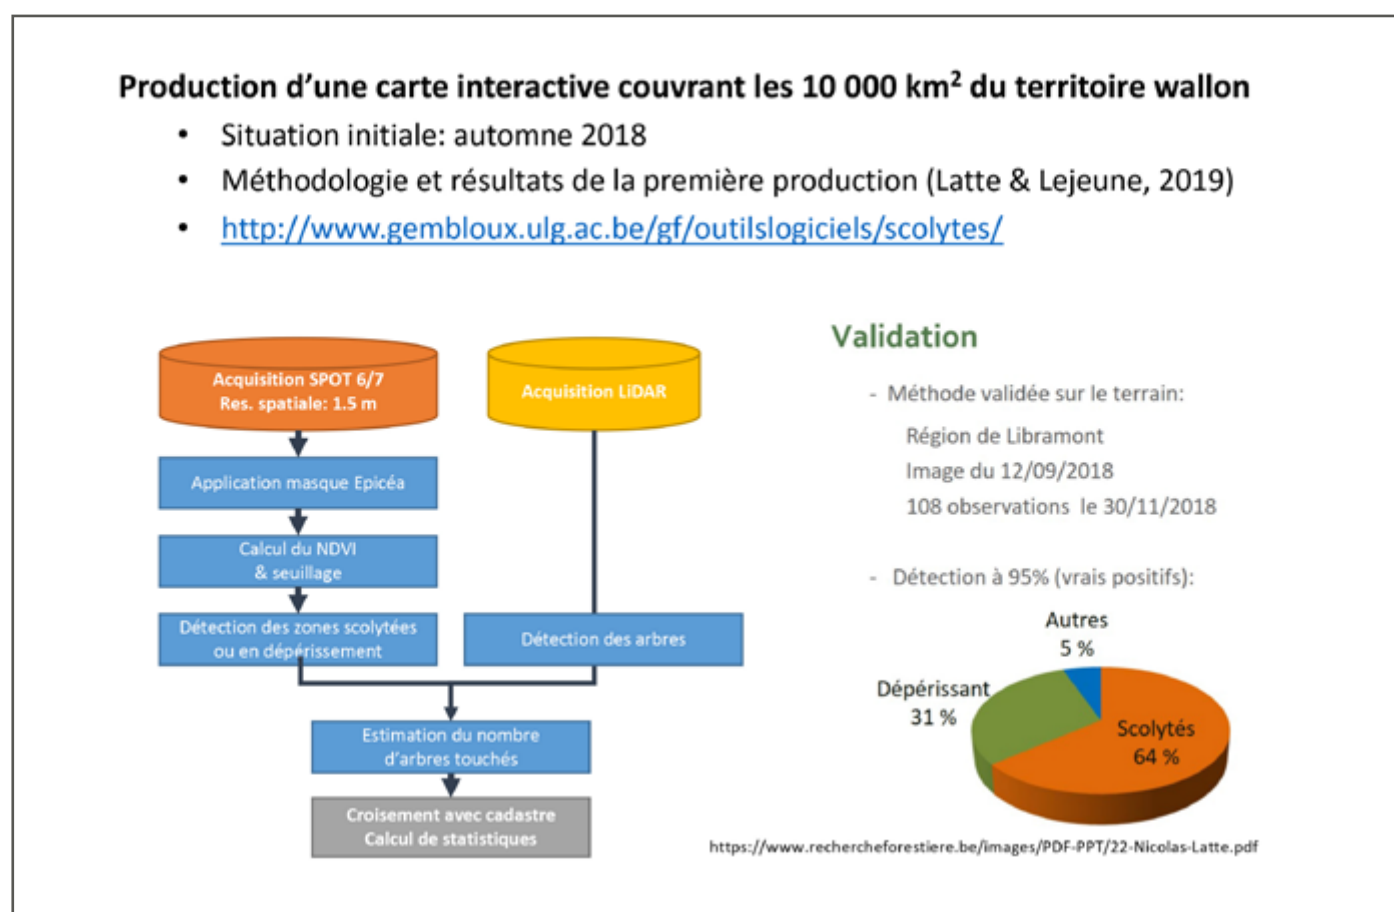 Production d'une carte interactive couvrant les 10 000 km² du territoire wallon
• Situation initiale: automne 2018
• Méthodologie et résultats de la première production (Latte & Lejeune, 2019)
• http://www.gembloux.ulg.ac.be/gf/outilslogiciels/scolytes/
Acquisition SPOT 6/7
Res. spatiale: 1.5 m
Application masque Epicéa
Calcul du NDVI
& seuillage
Détection des zones scolytées
ou en dépérissement
Acquisition LiDAR
Détection des arbres
Estimation du nombre
d'arbres touchés
Croisement avec cadastre
Calcul de statistiques
Validation
- Méthode validée sur le terrain:
Région de Libramont
Image du 12/09/2018
108 observations le 30/11/2018
- Détection à 95% (vrais positifs):
Autres
5 %
Dépérissant
31 %
Scolytés
64 %
https://www.rechercheforestiere.be/images/PDF-PPT/22-Nicolas-Latte.pdf